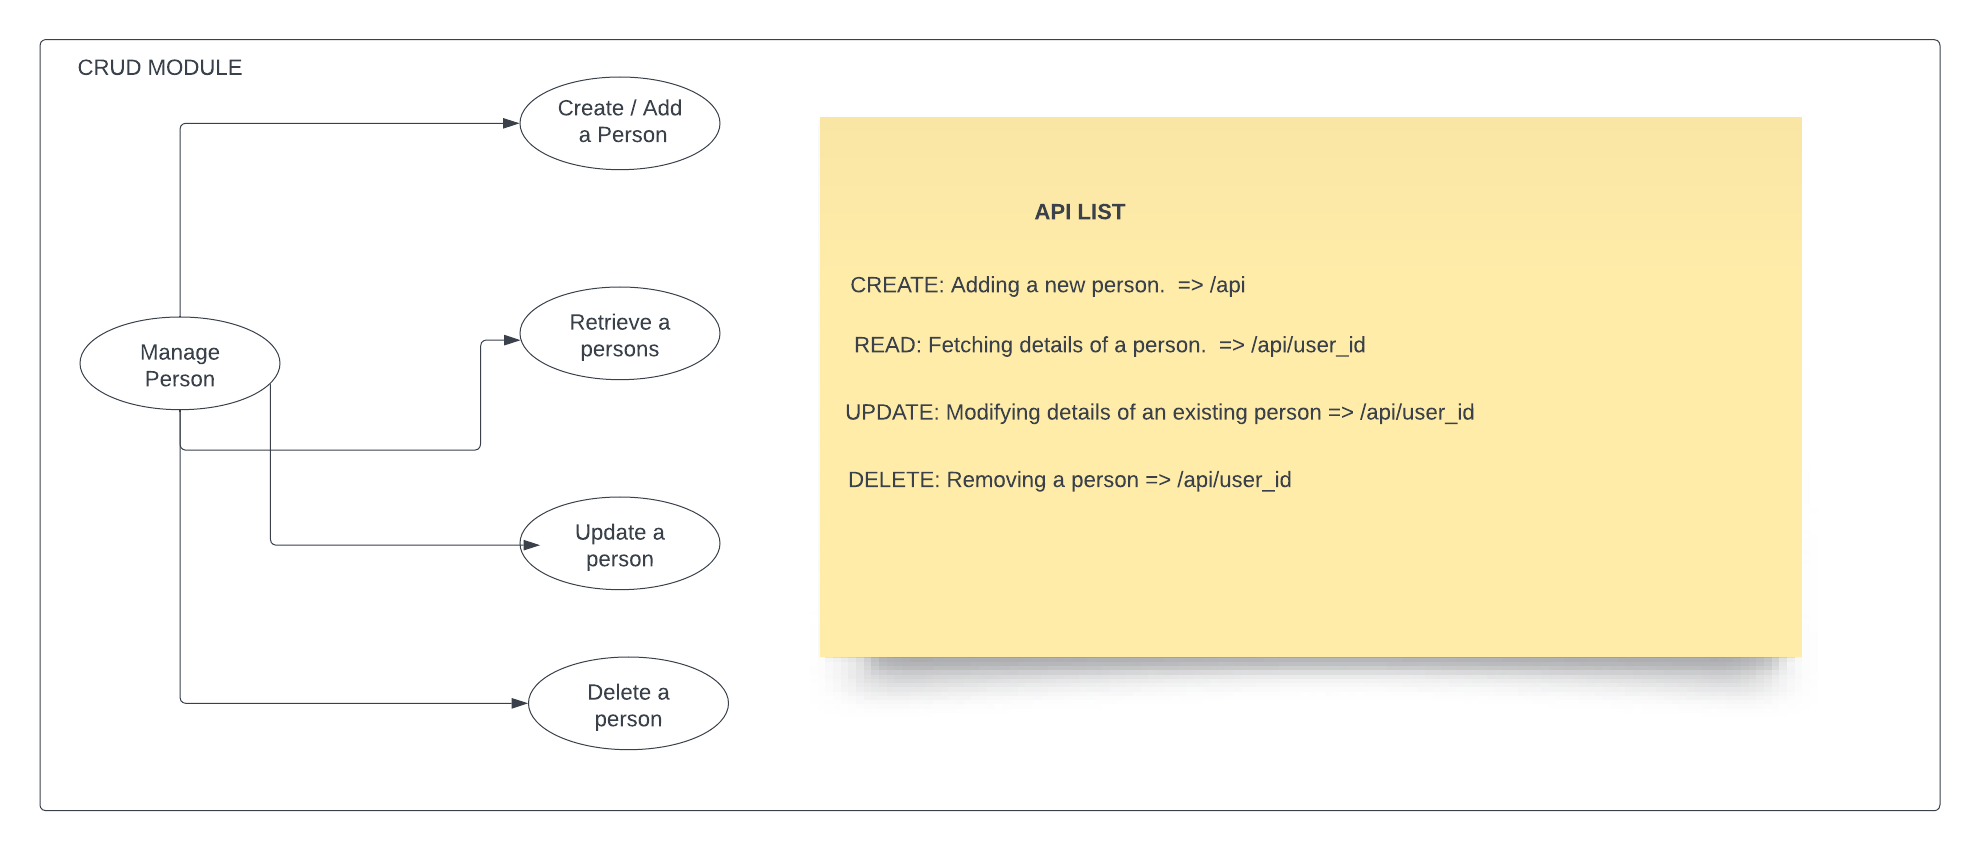 CRUD MODULE
Create / Add
a Person
Retrieve a
persons
Manage
Person
Update a
person
Delete a
person
API LIST
CREATE: Adding a new person.  => /api
READ: Fetching details of a person.  => /api/user_id
UPDATE: Modifying details of an existing person => /api/user_id
DELETE: Removing a person => /api/user_id